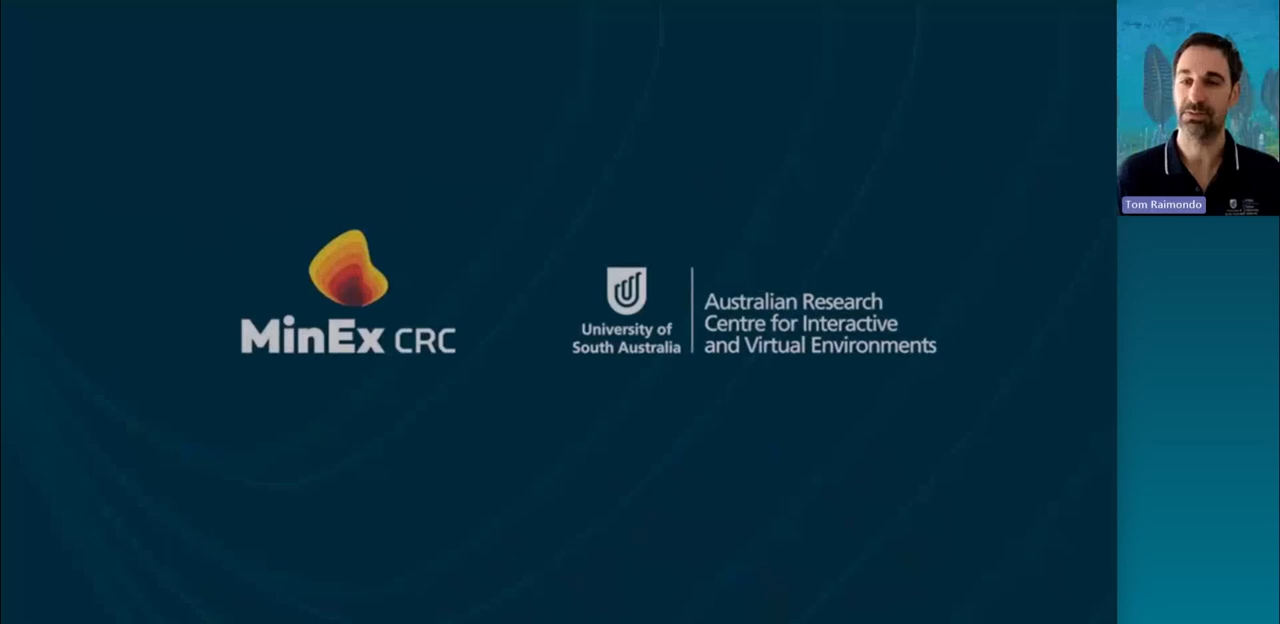 MinEx CRC
University of
South Australia
Australian Research
Centre for Interactive
and Virtual Environments
Tom Raimondo